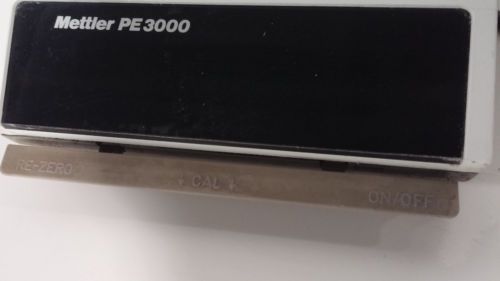 Mettler PE3000
RE-ZERO ↓ CAL ↓ ON/OFF